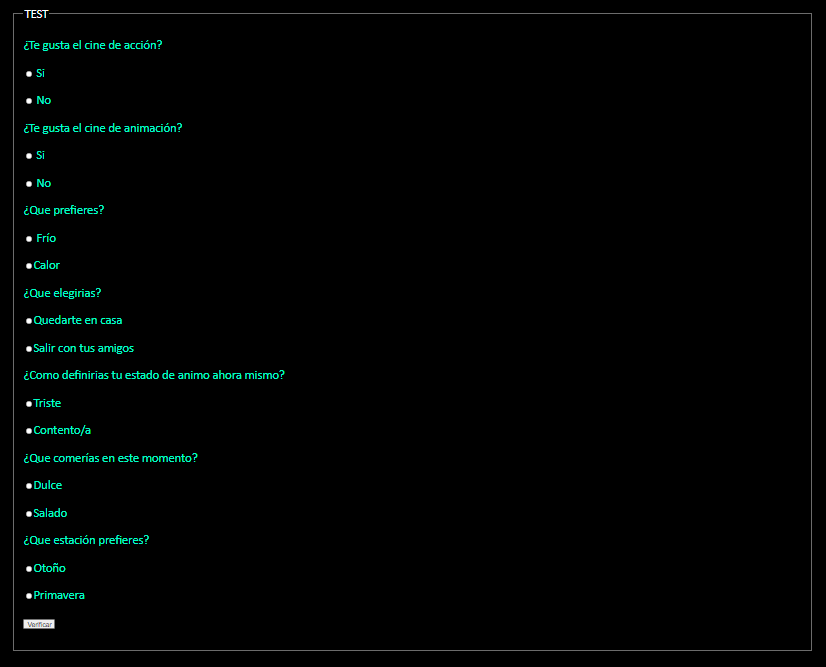 TEST
¿Te gusta el cine de acción?
Si
No
¿Te gusta el cine de animación?
Si
No
¿Que prefieres?
Frío
Calor
¿Que elegirias?
Quedarte en casa
Salir con tus amigos
¿Como definirias tu estado de animo ahora mismo?
Triste
Contento/a
¿Que comerías en este momento?
Dulce
Salado
¿Que estación prefieres?
Otoño
Primavera
Verificar